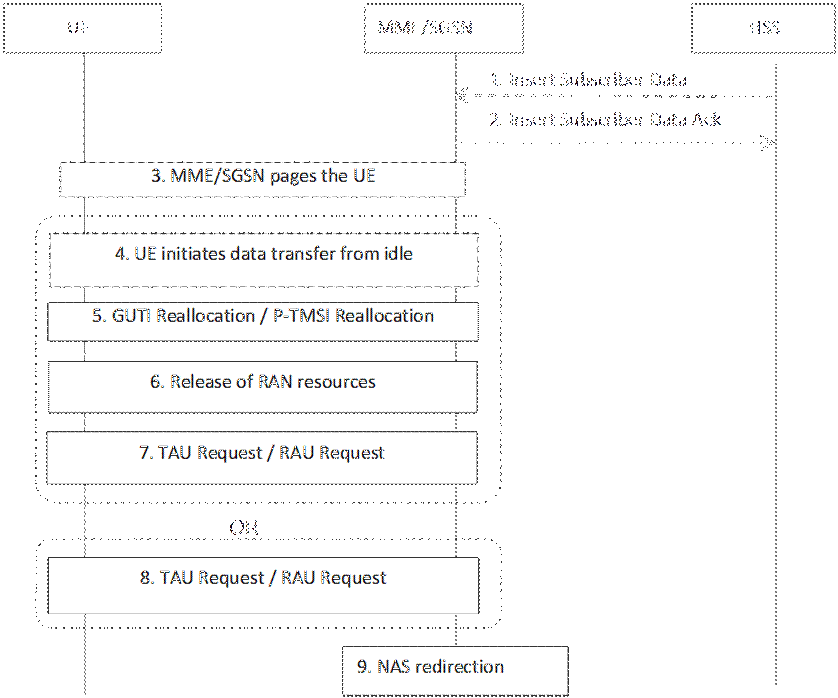 UE
MME/SGSN
HSS
1. Insert Subscriber Data
2. Insert Subscriber Data Ack
3. MME/SGSN pages the UE
4. UE initiates data transfer from idle
5. GUTI Reallocation / P-TMSI Reallocation
6. Release of RAN resources
7. TAU Request / RAU Request
OR
8. TAU Request / RAU Request
9. NAS redirection